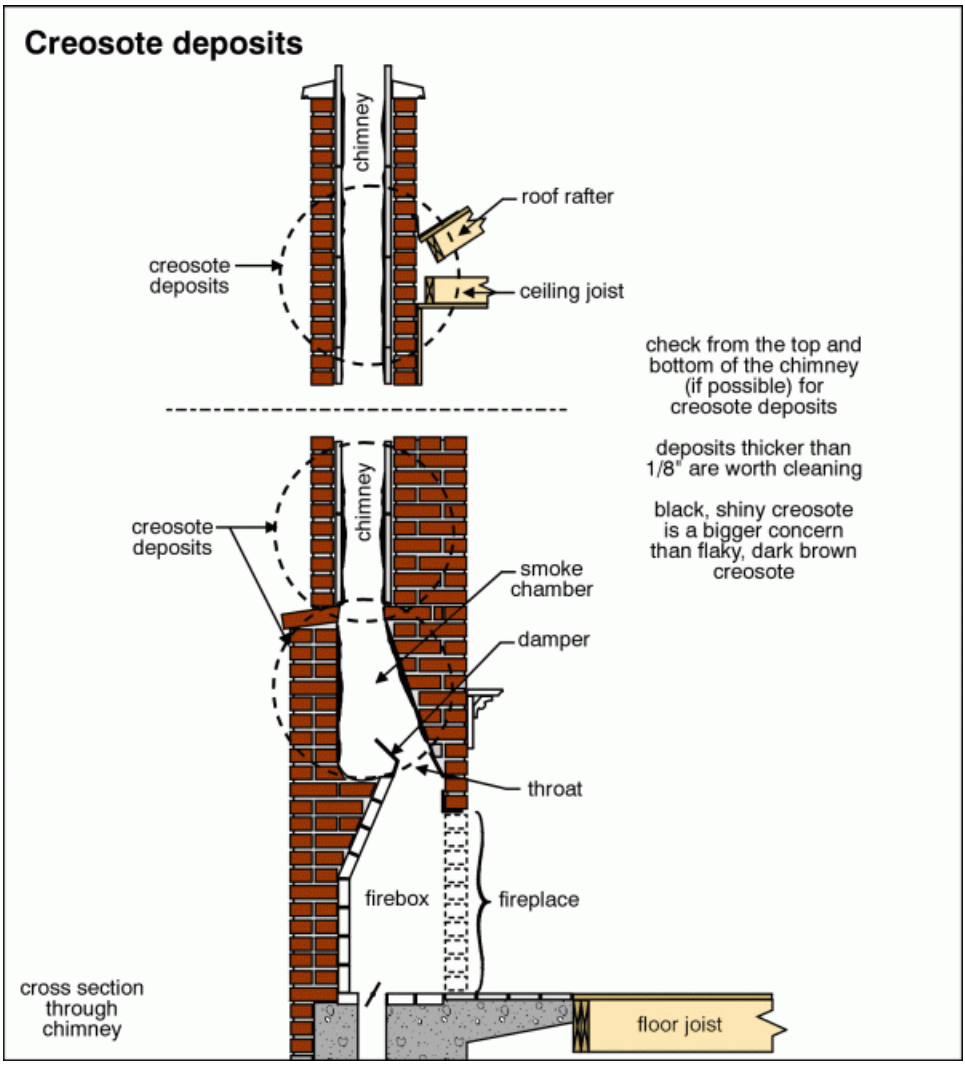 Creosote deposits
chimney
roof rafter
creosote
deposits
ceiling joist
check from the top and
bottom of the chimney
(if possible) for
creosote deposits
deposits thicker than
1/8" are worth cleaning
black, shiny creosote
is a bigger concern
than flaky, dark brown
creosote
chimney
creosote
deposits
smoke
chamber
damper
throat
firebox
fireplace
cross section
through
chimney
floor joist